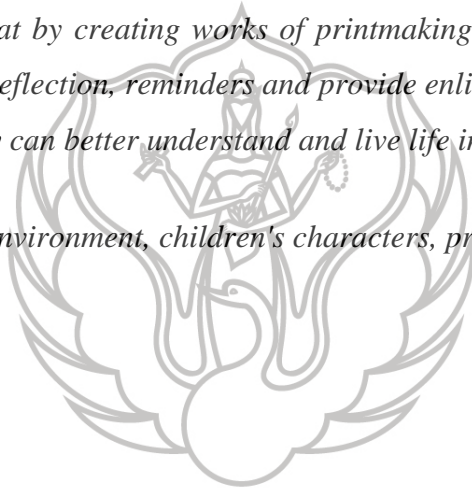 at by creating works of printmaking
eflection, reminders and provide enli
can better understand and live life i
nvironment, children's characters, pr